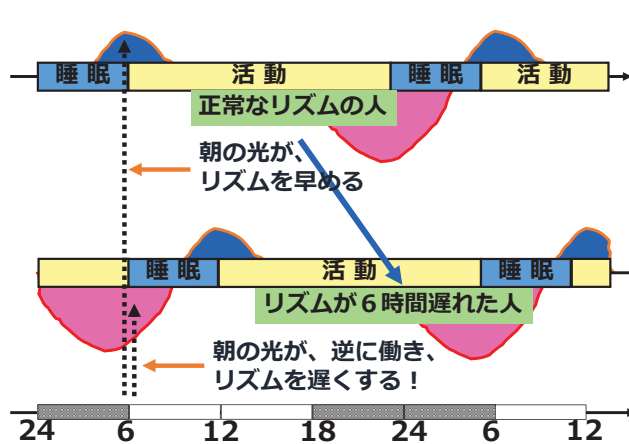 睡眠 活動 睡眠 活動
正常なリズムの人
朝の光が、
リズムを早める
睡眠 活動 睡眠
リズムが６時間遅れた人
朝の光が、逆に働き、
リズムを遅くする！
24 6 12 18 24 6 12